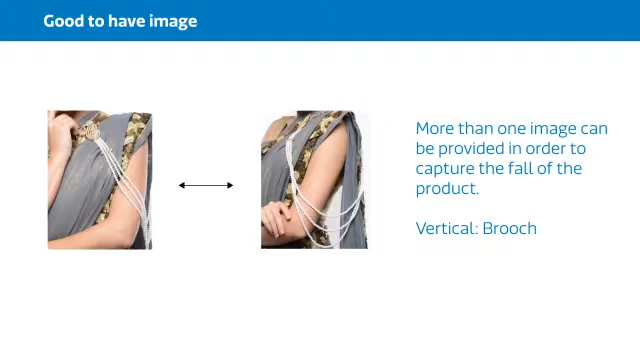 Good to have image
More than one image can
be provided in order to
capture the fall of the
product.
Vertical: Brooch